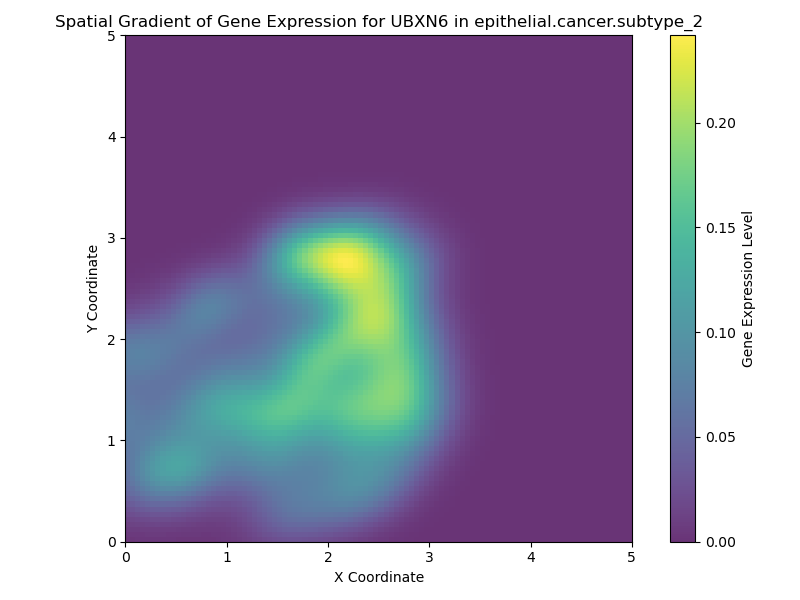 Spatial Gradient of Gene Expression for UBXN6 in epithelial.cancer.subtype_2
5
4
3
2
1
0
Y Coordinate
0 1 2 3 4 5
X Coordinate
0.20
0.15
0.10
0.05
0.00
Gene Expression Level